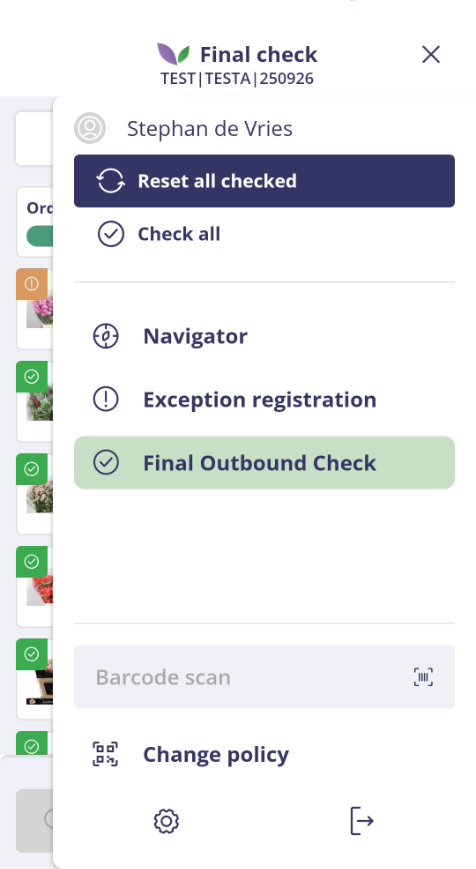 Final check
TEST|TESTA|250926
Stephan de Vries
Reset all checked
Check all
Ord
Navigator
Exception registration
Final Outbound Check
Barcode scan
Change policy